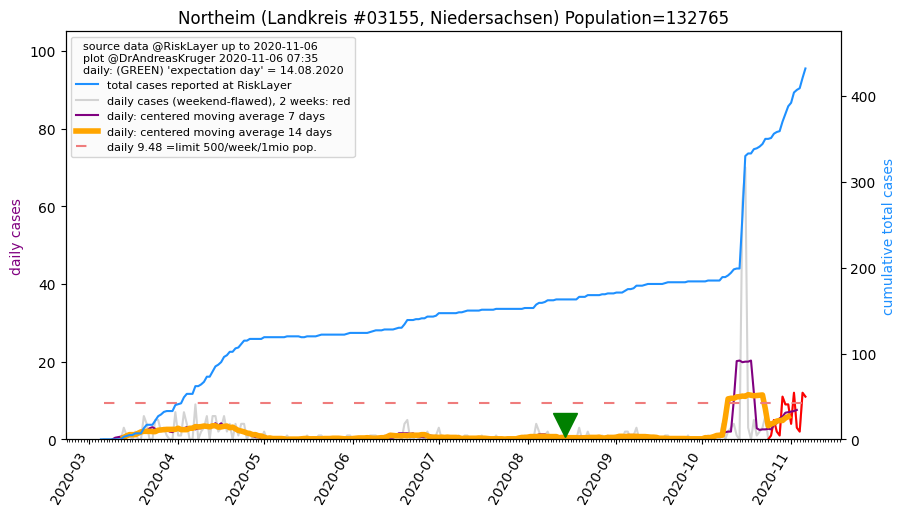 Northeim (Landkreis #03155, Niedersachsen) Population=132765
source data @RiskLayer up to 2020-11-06
plot @DrAndreasKruger 2020-11-06 07:35
daily: (GREEN) 'expectation day' = 14.08.2020
total cases reported at RiskLayer
daily cases (weekend-flawed), 2 weeks: red
daily: centered moving average 7 days
daily: centered moving average 14 days
daily 9.48 =limit 500/week/1mio pop.
daily cases
100
80
60
40
20
0
cumulative total cases
400
300
200
100
0
2020-03
2020-04
2020-05
2020-06
2020-07
2020-08
2020-09
2020-10
2020-11